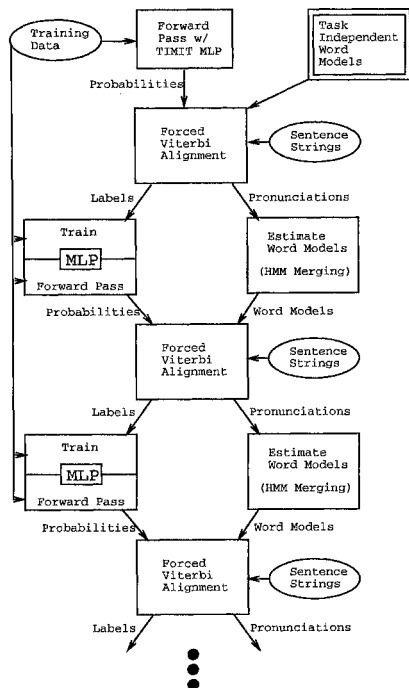 Training
Data
Forward
Pass w/
TIMIT MLP
Task
Independent
Word
Models
Probabilities
Forced
Viterbi
Alignment
Sentence
Strings
Labels
Pronunciations
Train
MLP
Forward Pass
Estimate
Word Models
(HMM Merging)
Probabilities
Word Models
Forced
Viterbi
Alignment
Sentence
Strings
Labels
Pronunciations
Train
MLP
Forward Pass
Estimate
Word Models
(HMM Merging)
Probabilities
Word Models
Forced
Viterbi
Alignment
Sentence
Strings
Labels
Pronunciations